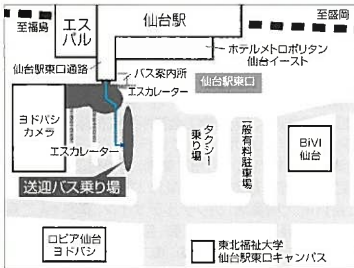 至福島
エス
パル
仙台駅
至盛岡
ホテルメトロポリタン
仙台イースト
仙台駅東口通路
バス案内所
エスカレーター
仙台駅東口
ヨドバシ
カメラ
エスカレーター
タクシー
乗り場
一般有料駐車場
BiVi
仙台
送迎バス乗り場
ロピア仙台
ヨドバシ
東北福祉大学
仙台駅東口キャンパス